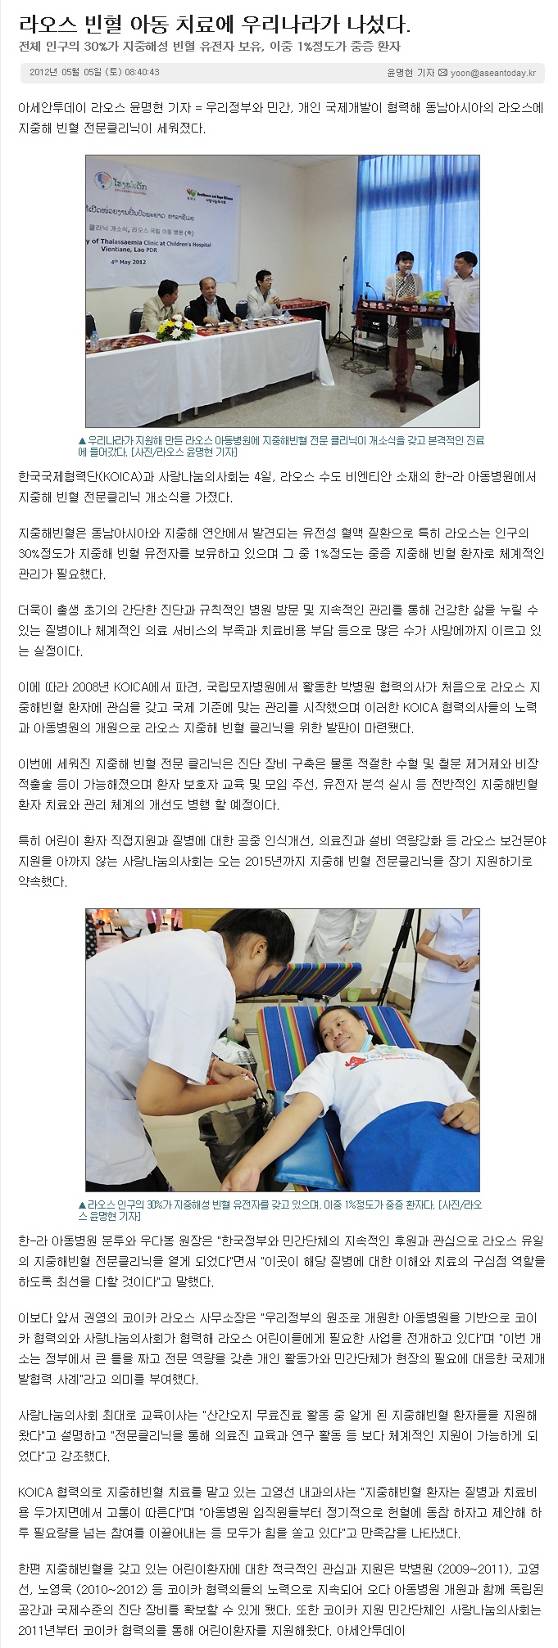 라오스 빈혈 아동 치료에 우리나라가 나섰다.
전체 인구의 30%가 지중해성 빈혈 유전자 보유, 이중 1%정도가 중증 환자
2012년 05월 05일 (토) 08:40:43
윤명현 기자 yoon@aseantoday.kr
아세안투데이 라오스 윤명현 기자 = 우리정부와 민간, 개인 국제개발이 협력해 동남아시아의 라오스에
지중해 빈혈 전문클리닉이 세워졌다.
클리닉 개소식, 라오스 국립 아동 병원 (축)
y of Thalassaemia Clinic at Children's Hospital
Vientiane, Lao PDR
4th May 2012
▲ 우리나라가 지원해 만든 라오스 아동병원에 지중해빈혈 전문 클리닉이 개소식을 갖고 본격적인 진료
에 들어갔다. [사진/라오스 윤명현 기자]
한국국제협력단(KOICA)과 사랑나눔의사회는 4일, 라오스 수도 비엔티안 소재의 한-라 아동병원에서
지중해 빈혈 전문클리닉 개소식을 가졌다.
지중해빈혈은 동남아시아와 지중해 연안에서 발견되는 유전성 혈액 질환으로 특히 라오스는 인구의
30%정도가 지중해 빈혈 유전자를 보유하고 있으며 그 중 1%정도는 중증 지중해 빈혈 환자로 체계적인
관리가 필요했다.
더욱이 출생 초기의 간단한 진단과 규칙적인 병원 방문 및 지속적인 관리를 통해 건강한 삶을 누릴 수
있는 질병이나 체계적인 의료 서비스의 부족과 치료비용 부담 등으로 많은 수가 사망에까지 이르고 있
는 실정이다.
이에 따라 2008년 KOICA에서 파견, 국립모자병원에서 활동한 박병원 협력의사가 처음으로 라오스 지
중해빈혈 환자에 관심을 갖고 국제 기준에 맞는 관리를 시작했으며 이러한 KOICA 협력의사들의 노력
과 아동병원의 개원으로 라오스 지중해 빈혈 클리닉을 위한 발판이 마련됐다.
이번에 세워진 지중해 빈혈 전문 클리닉은 진단 장비 구축은 물론 적절한 수혈 및 철분 제거제와 비장
적출술 등이 가능해졌으며 환자 보호자 교육 및 모임 주선, 유전자 분석 실시 등 전반적인 지중해빈혈
환자 치료와 관리 체계의 개선도 병행 할 예정이다.
특히 어린이 환자 직접지원과 질병에 대한 공중 인식개선, 의료진과 설비 역량강화 등 라오스 보건분야
지원을 아까지 않는 사랑나눔의사회는 오는 2015년까지 지중해 빈혈 전문클리닉을 장기 지원하기로
약속했다.
▲ 라오스 인구의 30%가 지중해성 빈혈 유전자를 갖고 있으며, 이중 1%정도가 중증 환자다. [사진/라오
스 윤명현 기자]
한-라 아동병원 분투와 우다봉 원장은 "한국정부와 민간단체의 지속적인 후원과 관심으로 라오스 유일
의 지중해빈혈 전문클리닉을 열게 되었다"면서 "이곳이 해당 질병에 대한 이해와 치료의 구심점 역할을
하도록 최선을 다할 것이다"고 말했다.
이보다 앞서 권영의 코이카 라오스 사무소장은 "우리정부의 원조로 개원한 아동병원을 기반으로 코이
카 협력의와 사랑나눔의사회가 협력해 라오스 어린이들에게 필요한 사업을 전개하고 있다"며 "이번 개
소는 정부에서 큰 틀을 짜고 전문 역량을 갖춘 개인 활동가와 민간단체가 현장의 필요에 대응한 국제개
발협력 사례"라고 의미를 부여했다.
사랑나눔의사회 최대로 교육이사는 "산간오지 무료진료 활동 중 알게 된 지중해빈혈 환자들을 지원해
왔다"고 설명하고 "전문클리닉을 통해 의료진 교육과 연구 활동 등 보다 체계적인 지원이 가능하게 되
었다"고 강조했다.
KOICA 협력의로 지중해빈혈 치료를 맡고 있는 고영선 내과의사는 "지중해빈혈 환자는 질병과 치료비
용 두가지면에서 고통이 따른다"며 "아동병원 임직원들부터 정기적으로 헌혈에 동참 하자고 제안해 하
루 필요량을 넘는 참여를 이끌어내는 등 모두가 힘을 쏟고 있다"고 만족감을 나타냈다.
한편 지중해빈혈을 갖고 있는 어린이환자에 대한 적극적인 관심과 지원은 박병원 (2009~2011). 고영
선, 노영욱 (2010~2012) 등 코이카 협력의들의 노력으로 지속되어 오다 아동병원 개원과 함께 독립된
공간과 국제수준의 진단 장비를 확보할 수 있게 됐다. 또한 코이카 지원 민간단체인 사랑나눔의사회는
2011년부터 코이카 협력의를 통해 어린이환자를 지원해왔다. 아세안투데이